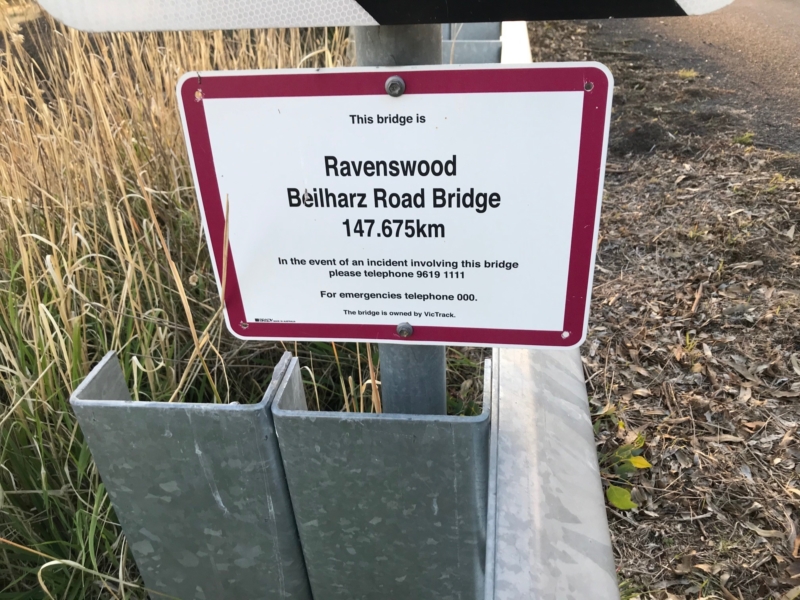 This bridge is
Ravenswood
Beilharz Road Bridge
147.675km
In the event of an incident involving this bridge
please telephone 9619 1111
For emergencies telephone 000.
The bridge is owned by VicTrack.